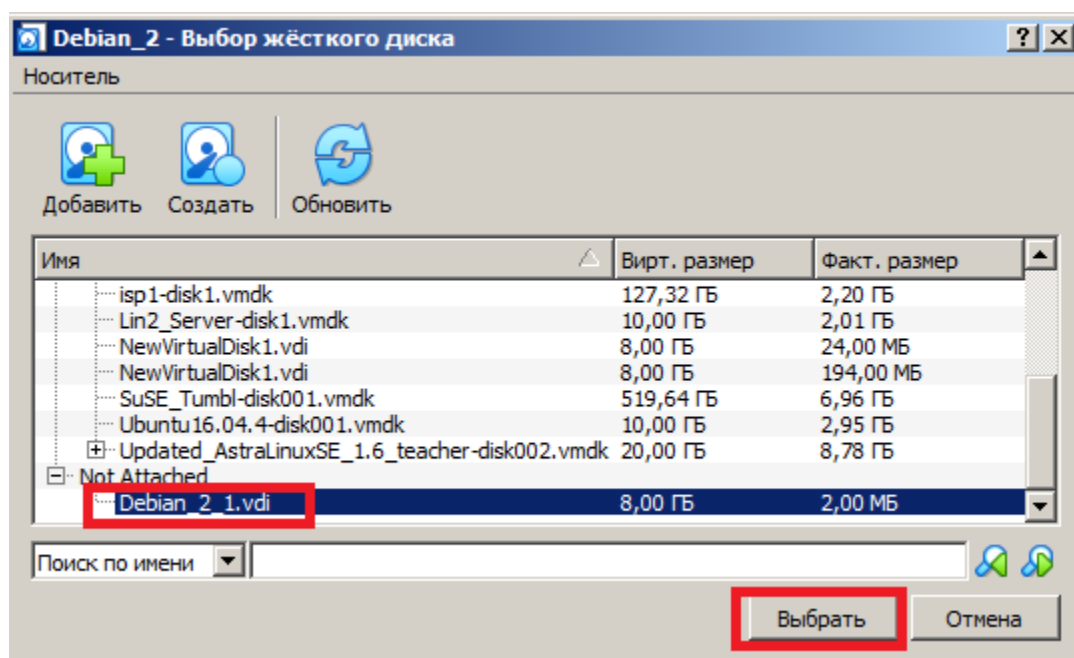 Debian_2 - Выбор жёсткого диска
Носитель
Добавить Создать Обновить
Имя Вирт. размер Факт. размер
isp1-disk1.vmdk 127,32 ГБ 2,20 ГБ
Lin2_Server-disk1.vmdk 10,00 ГБ 2,01 ГБ
NewVirtualDisk1.vdi 8,00 ГБ 24,00 МБ
NewVirtualDisk1.vdi 8,00 ГБ 194,00 МБ
SuSE_Tumbl-disk001.vmdk 519,64 ГБ 6,96 ГБ
Ubuntu16.04.4-disk001.vmdk 10,00 ГБ 2,95 ГБ
Updated_AstraLinuxSE_1.6_teacher-disk002.vmdk 20,00 ГБ 8,78 ГБ
Not Attached
Debian_2_1.vdi 8,00 ГБ 2,00 МБ
Поиск по имени
Выбрать Отмена